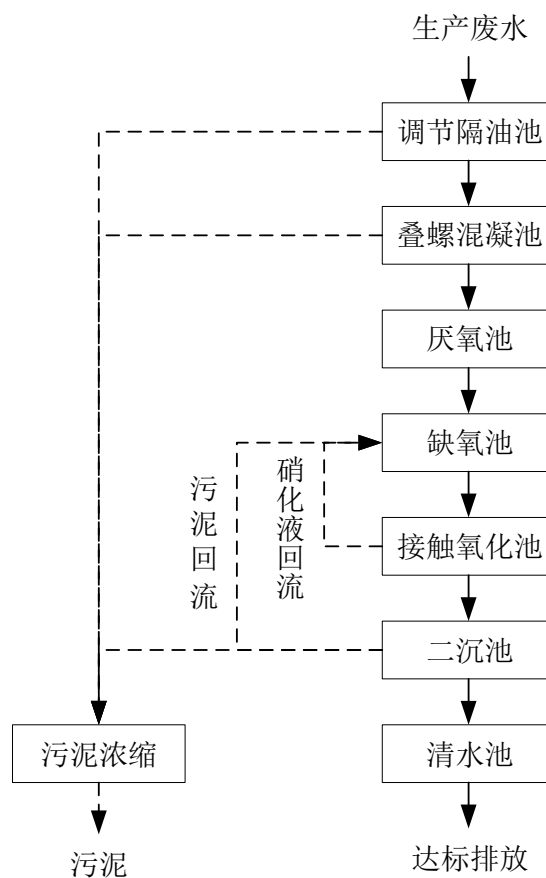 生产废水
调节隔油池
叠螺混凝池
厌氧池
缺氧池
污泥回流
硝化液回流
接触氧化池
二沉池
污泥浓缩
清水池
污泥
达标排放